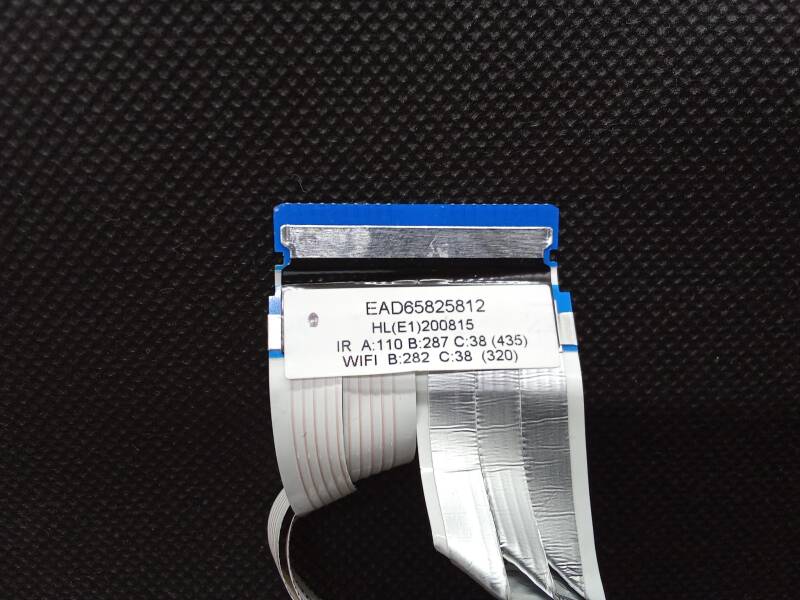 EAD65825812
HL(E1)200815
IR A:110 B:287 C:38 (435)
WIFI B:282 C:38 (320)